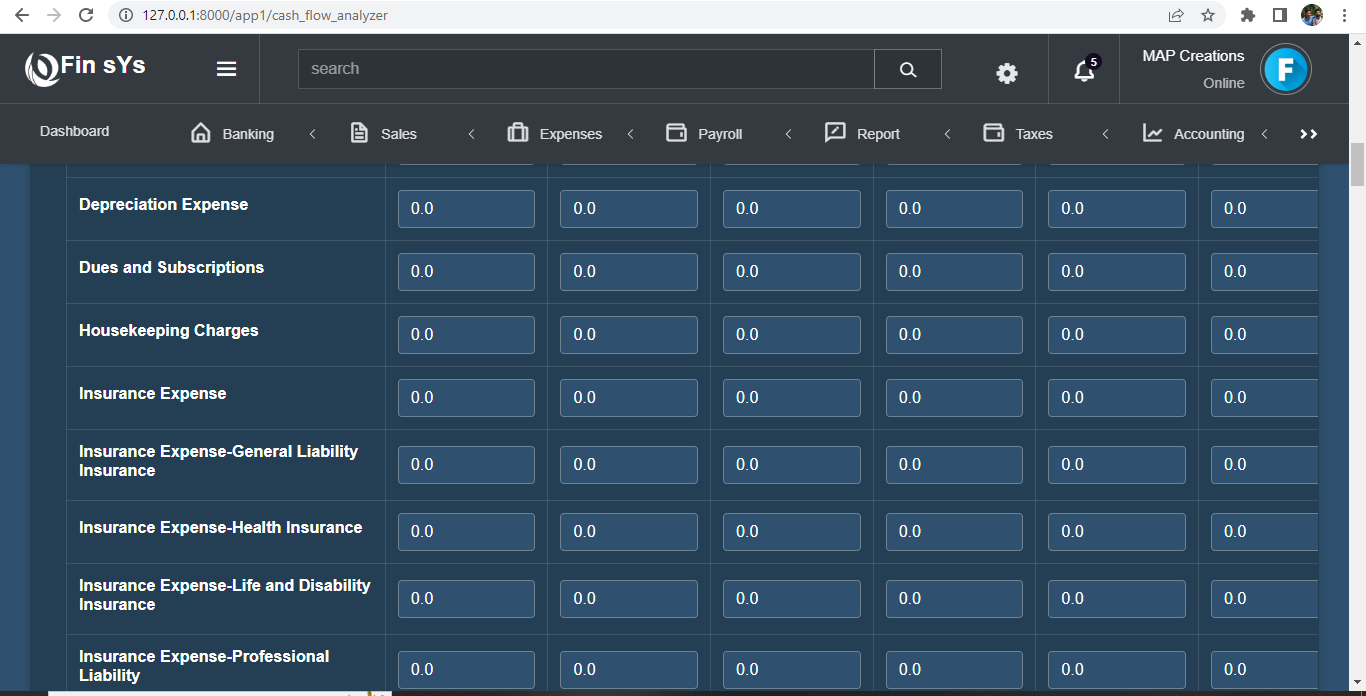 127.0.0.1:8000/app1/cash_flow_analyzer
Fin sYs
search
5
MAP Creations
Online
F
Dashboard
Banking
Sales
Expenses
Payroll
Report
Taxes
Accounting
Depreciation Expense 0.0 0.0 0.0 0.0 0.0 0.0
Dues and Subscriptions 0.0 0.0 0.0 0.0 0.0 0.0
Housekeeping Charges 0.0 0.0 0.0 0.0 0.0 0.0
Insurance Expense 0.0 0.0 0.0 0.0 0.0 0.0
Insurance Expense-General Liability
Insurance 0.0 0.0 0.0 0.0 0.0 0.0
Insurance Expense-Health Insurance 0.0 0.0 0.0 0.0 0.0 0.0
Insurance Expense-Life and Disability
Insurance 0.0 0.0 0.0 0.0 0.0 0.0
Insurance Expense-Professional
Liability 0.0 0.0 0.0 0.0 0.0 0.0